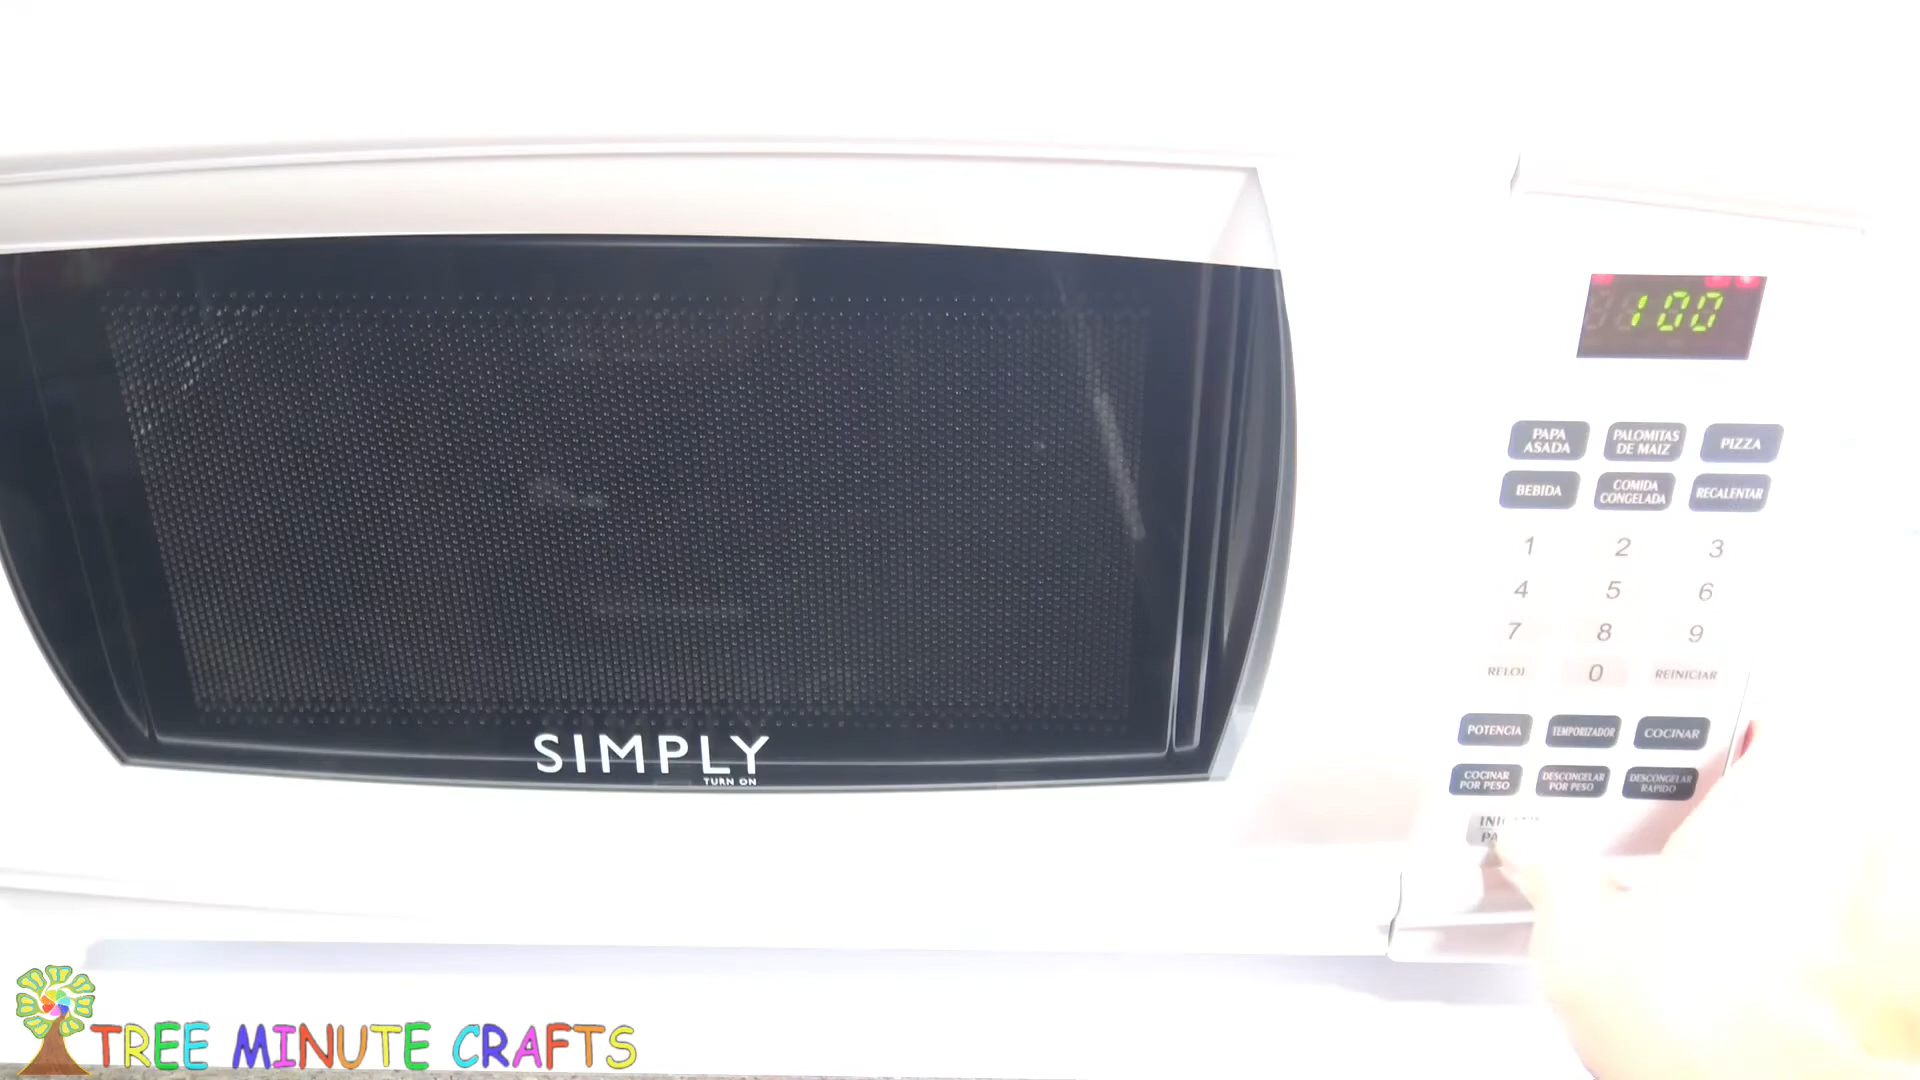 100
PAPA
ASADA
PALOMITAS
DE MAIZ
PIZZA
BEBIDA
COMIDA
CONGELADA
RECALENTAR
1 2 3
4 5 6
7 8 9
RELOJ 0 REINICIAR
POTENCIA
TEMPORIZADOR
COCINAR
COCINAR
POR PESO
DESCONGELAR
POR PESO
DESCONGELAR
RAPIDO
SIMPLY
TURN ON
TREE MINUTE CRAFTS